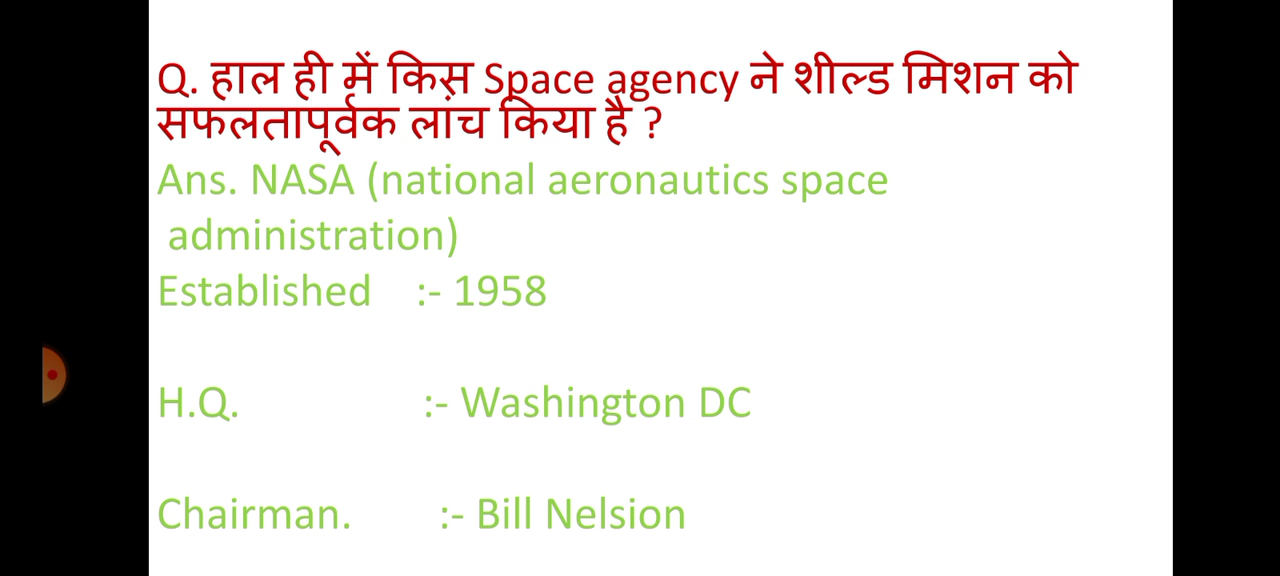 Q. हाल ही में किस़ Space agency ने शील्ड मिशन को
सफलतापूर्वक लांच किया है ?
Ans. NASA (national aeronautics space
administration)
Established :- 1958
H.Q. :- Washington DC
Chairman. :- Bill Nelsion